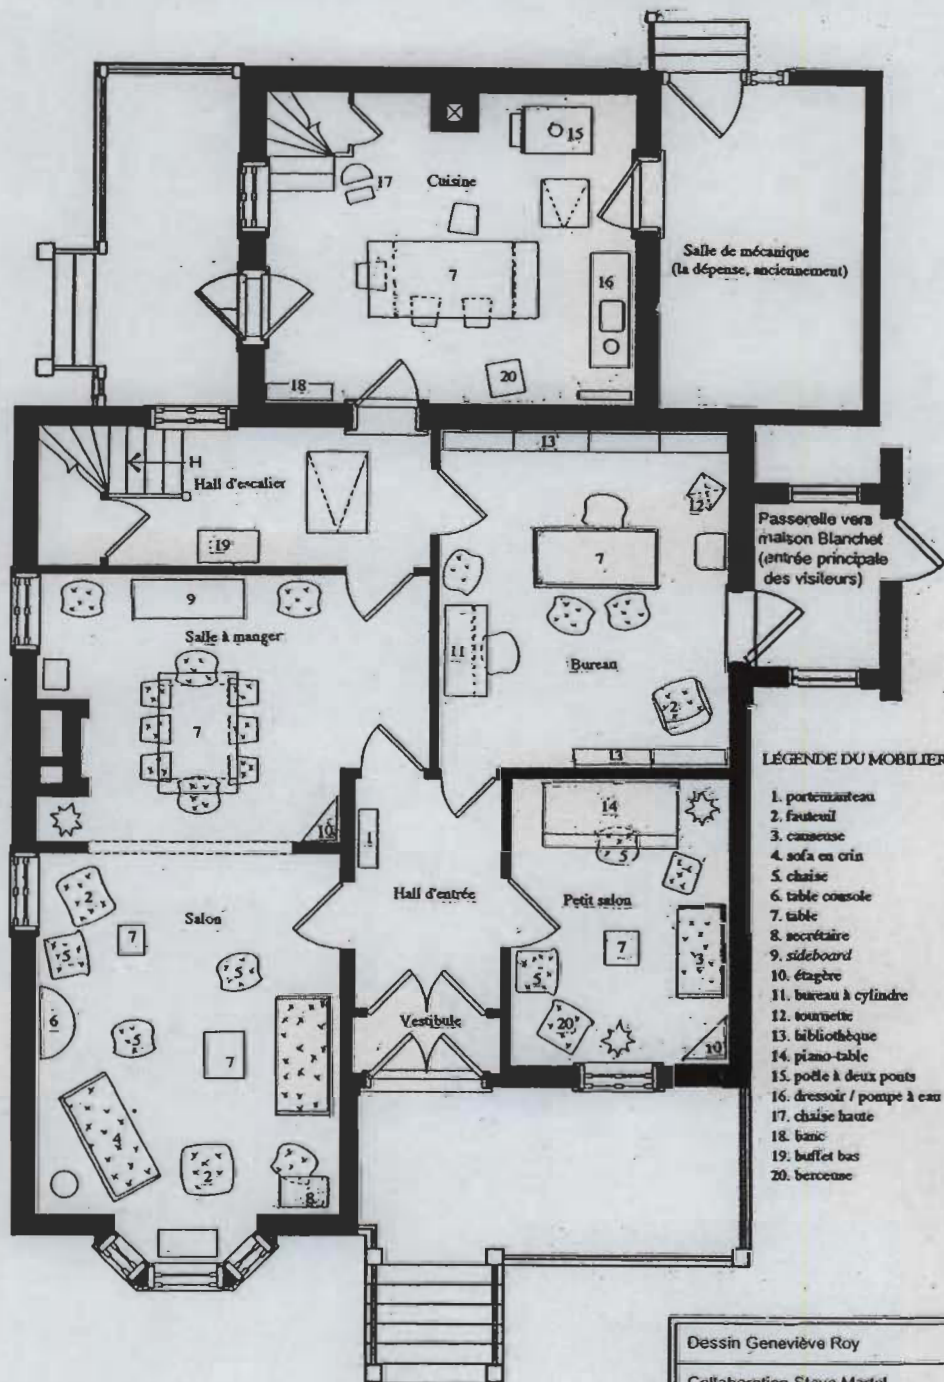 15
17
Cuisine
Salle de mécanique
(la dépense, anciennement)
7
16
18
20
13
H
Hall d'escalier
12
19
Passerelle vers
maison Blanchet
(entrée principale
des visiteurs)
7
9
Salle à manger
11
Bureau
7
2
13
LÉGENDE DU MOBILIER
1. portemanteau
2. fauteuil
3. causeuse
4. sofa en crin
5. chaise
6. table console
7. table
8. secrétaire
9. sideboard
10. étagère
11. bureau à cylindre
12. tournette
13. bibliothèque
14. piano-table
15. poêle à deux ponts
16. dressoir / pompe à eau
17. chaise haute
18. banc
19. buffet bas
20. berceuse
10
1
14
5
2
Salon
Hall d'entrée
Petit salon
7
5
5
7
3
5
6
5
7
Vestibule
20
10
4
2
8
Dessin Geneviève Roy
Collaboration Steve Martel